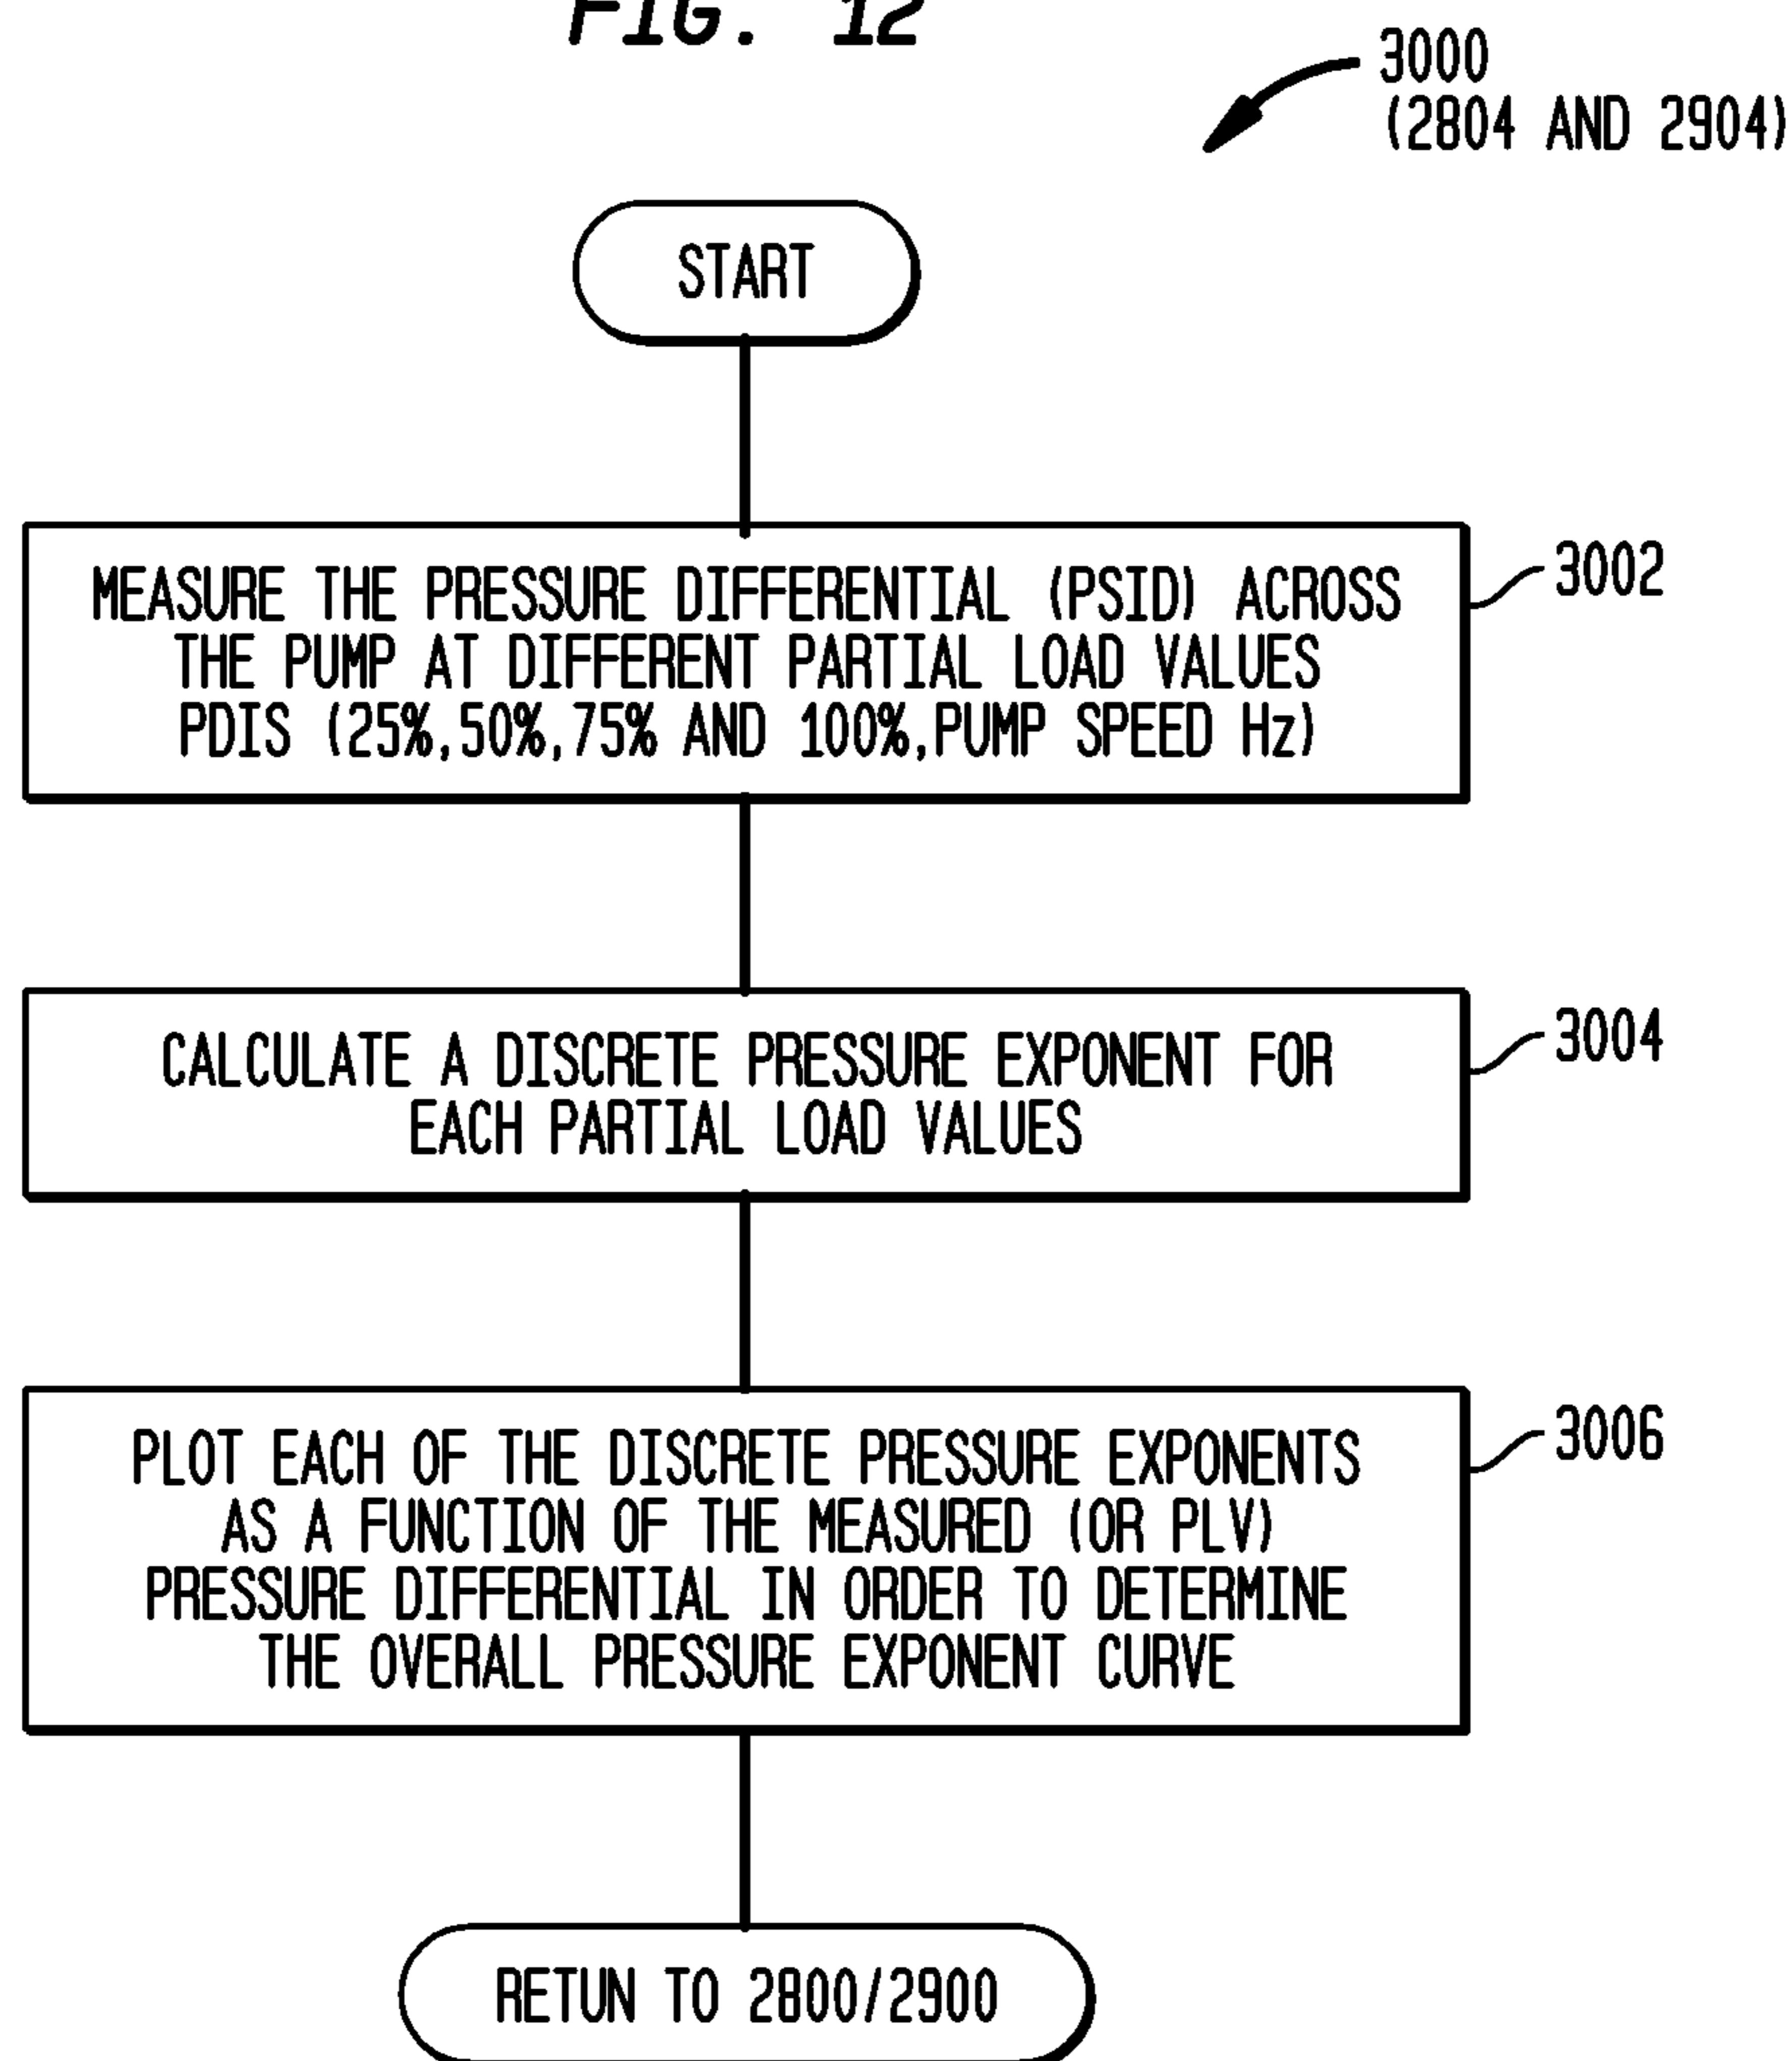 FIG. 12
3000
(2804 AND 2904)
START
MEASURE THE PRESSURE DIFFERENTIAL (PSID) ACROSS
THE PUMP AT DIFFERENT PARTIAL LOAD VALUES
PDIS (25%,50%,75% AND 100%,PUMP SPEED Hz)
3002
CALCULATE A DISCRETE PRESSURE EXPONENT FOR
EACH PARTIAL LOAD VALUES
3004
PLOT EACH OF THE DISCRETE PRESSURE EXPONENTS
AS A FUNCTION OF THE MEASURED (OR PLV)
PRESSURE DIFFERENTIAL IN ORDER TO DETERMINE
THE OVERALL PRESSURE EXPONENT CURVE
3006
RETUN TO 2800/2900